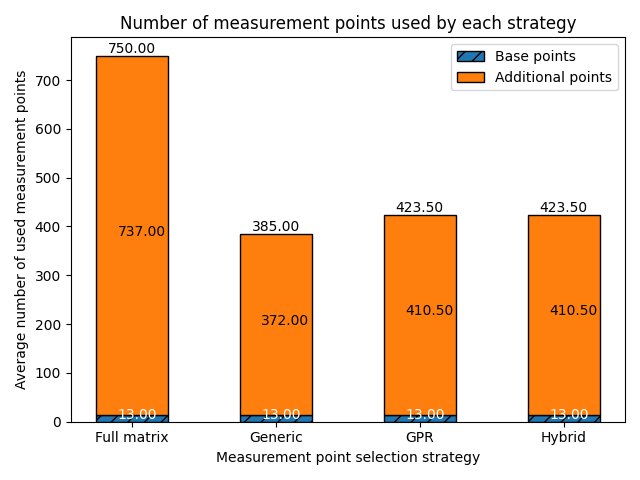 Number of measurement points used by each strategy
Average number of used measurement points
700
600
500
400
300
200
100
0
Base points
Additional points
750.00
737.00
13.00
385.00
372.00
13.00
423.50
410.50
13.00
423.50
410.50
13.00
Full matrix
Generic
GPR
Hybrid
Measurement point selection strategy